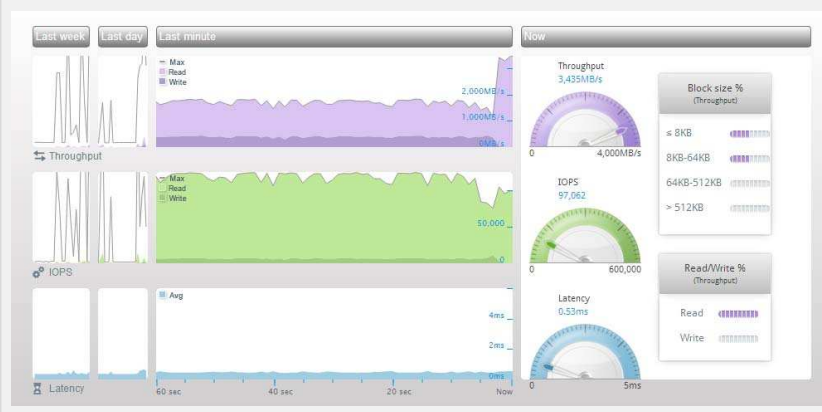 Last week
Last day
Last minute
Now
Max
Read
Write
2,000MB/s
1,000MB/s
0MB/s
Throughput
Max
Read
Write
50,000
0
IOPS
Avg
4ms
2ms
0ms
Latency
60 sec
40 sec
20 sec
Now
Throughput
3,435MB/s
0
4,000MB/s
IOPS
97,062
0
600,000
Latency
0.53ms
0
5ms
Block size %
(Throughput)
≤ 8KB
8KB-64KB
64KB-512KB
> 512KB
Read/Write %
(Throughput)
Read
Write